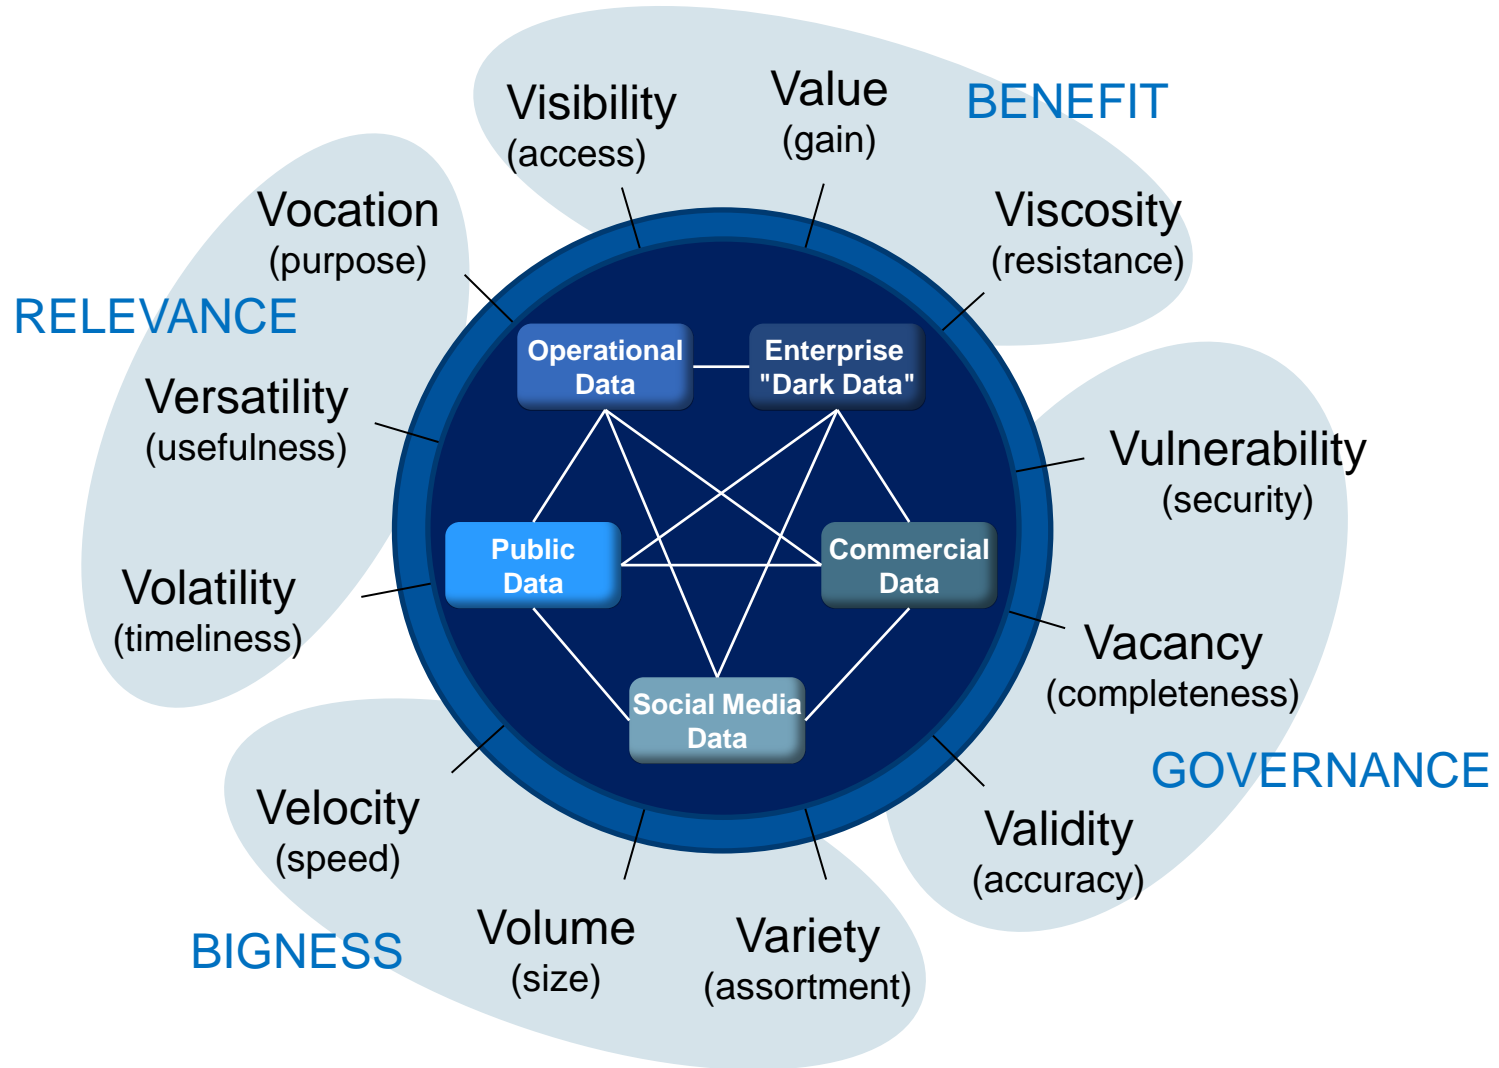 Visibility
(access)
Value
(gain)
BENEFIT
Viscosity
(resistance)
Vocation
(purpose)
RELEVANCE
Versatility
(usefulness)
Volatility
(timeliness)
Operational
Data
Enterprise
"Dark Data"
Public
Data
Commercial
Data
Social Media
Data
Vulnerability
(security)
Vacancy
(completeness)
GOVERNANCE
Validity
(accuracy)
Velocity
(speed)
BIGNESS
Volume
(size)
Variety
(assortment)